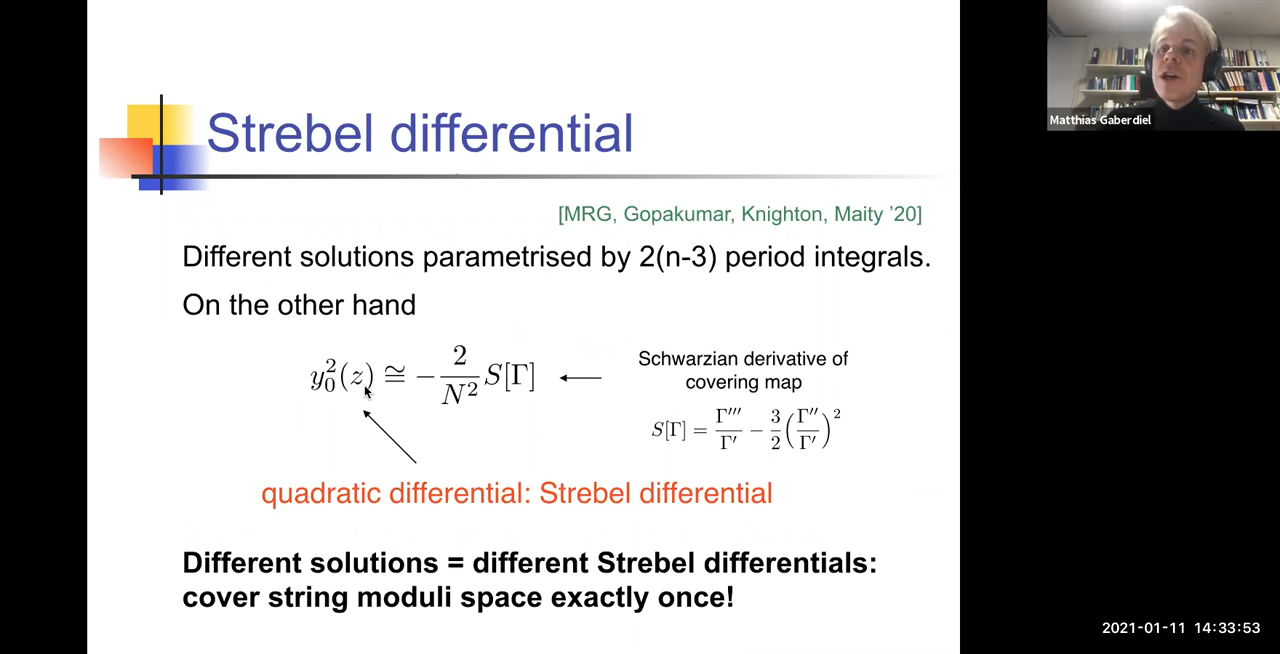 Strebel differential
[MRG, Gopakumar, Knighton, Maity '20]
Different solutions parametrised by 2(n-3) period integrals.
On the other hand
y_0^2(z) ≅ -\frac{2}{N^2} S[Γ]
Schwarzian derivative of
covering map
S[Γ] = \frac{Γ'''}{Γ'} - \frac{3}{2} (\frac{Γ''}{Γ'})^2
quadratic differential: Strebel differential
Different solutions = different Strebel differentials:
cover string moduli space exactly once!
Matthias Gaberdiel
2021-01-11 14:33:53